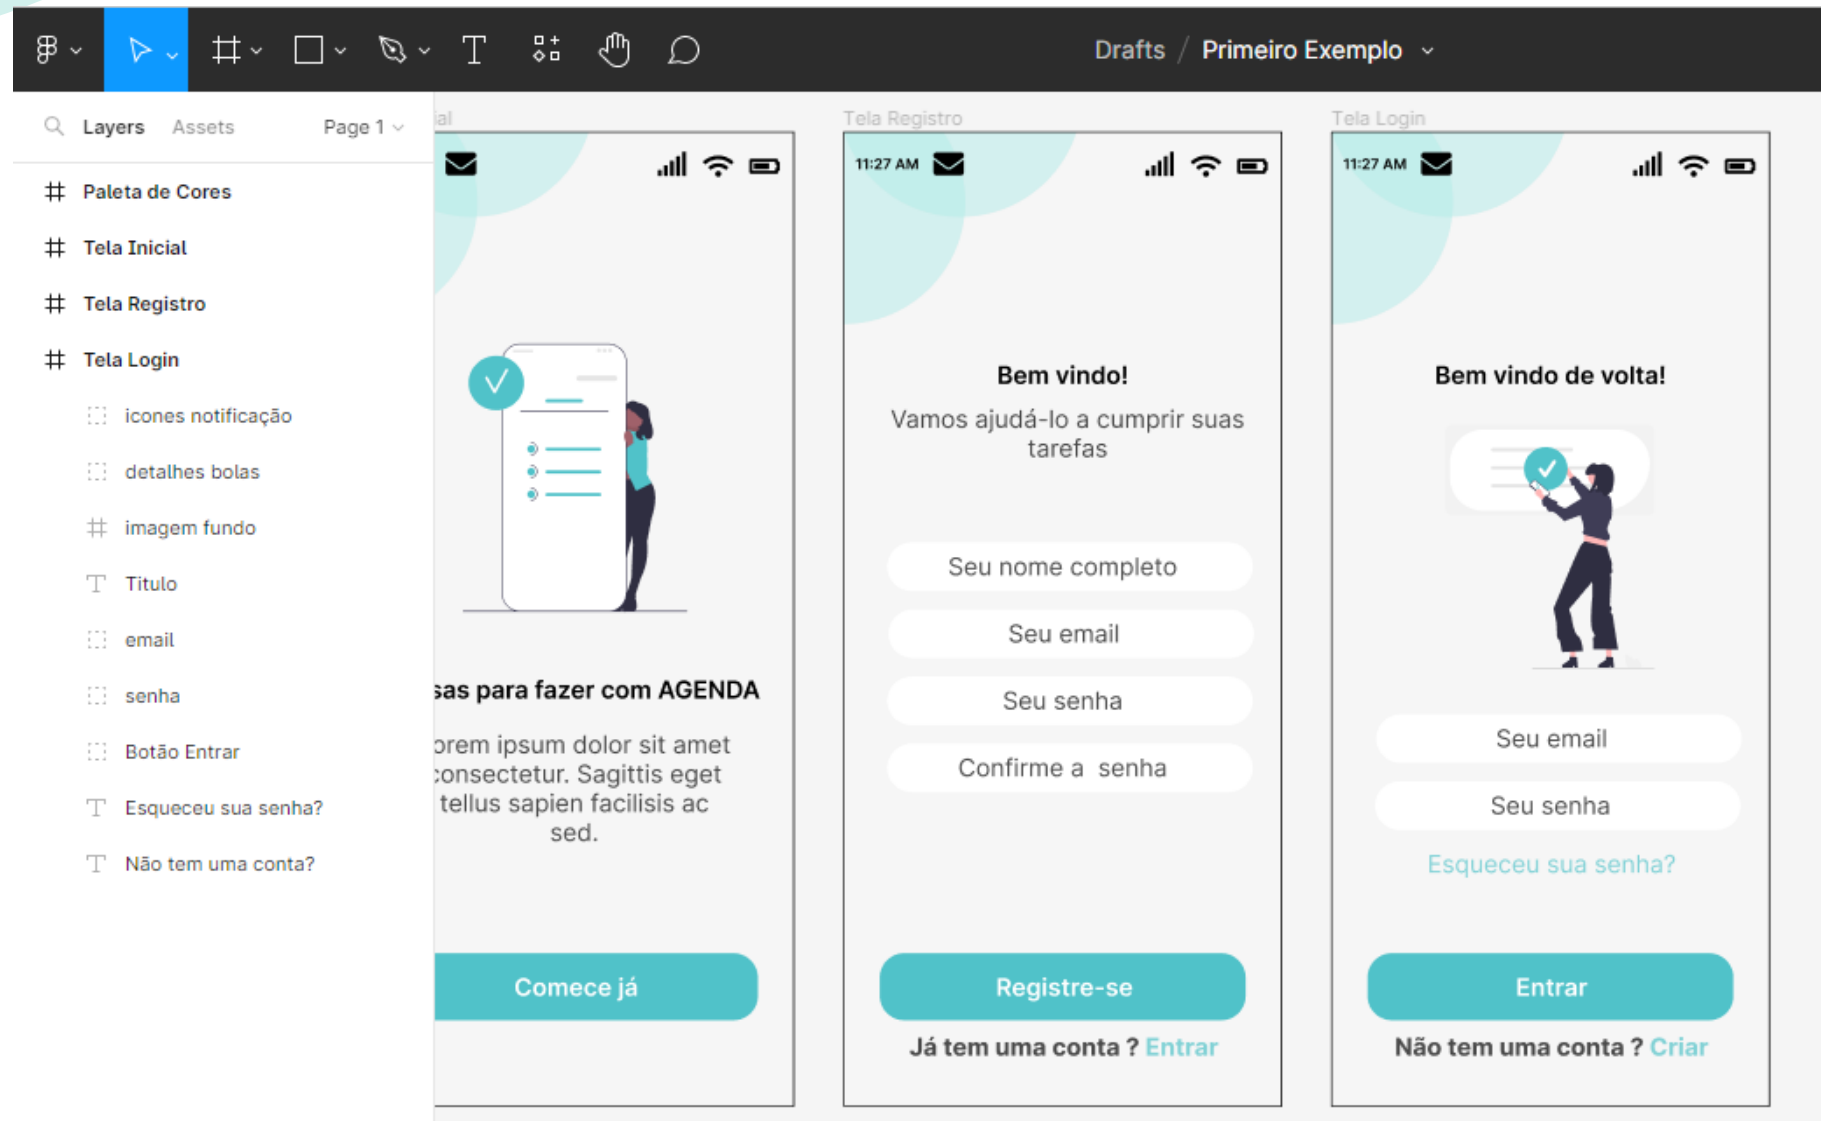 Drafts / Primeiro Exemplo
Layers Assets Page 1
Paleta de Cores
Tela Inicial
Tela Registro
Tela Login
icones notificação
detalhes bolas
imagem fundo
Titulo
email
senha
Botão Entrar
Esqueceu sua senha?
Não tem uma conta?
ial
sas para fazer com AGENDA
orem ipsum dolor sit amet
consectetur. Sagittis eget
tellus sapien facilisis ac
sed.
Comece já
Tela Registro
11:27 AM
Bem vindo!
Vamos ajudá-lo a cumprir suas
tarefas
Seu nome completo
Seu email
Seu senha
Confirme a senha
Registre-se
Já tem uma conta ? Entrar
Tela Login
11:27 AM
Bem vindo de volta!
Seu email
Seu senha
Esqueceu sua senha?
Entrar
Não tem uma conta ? Criar